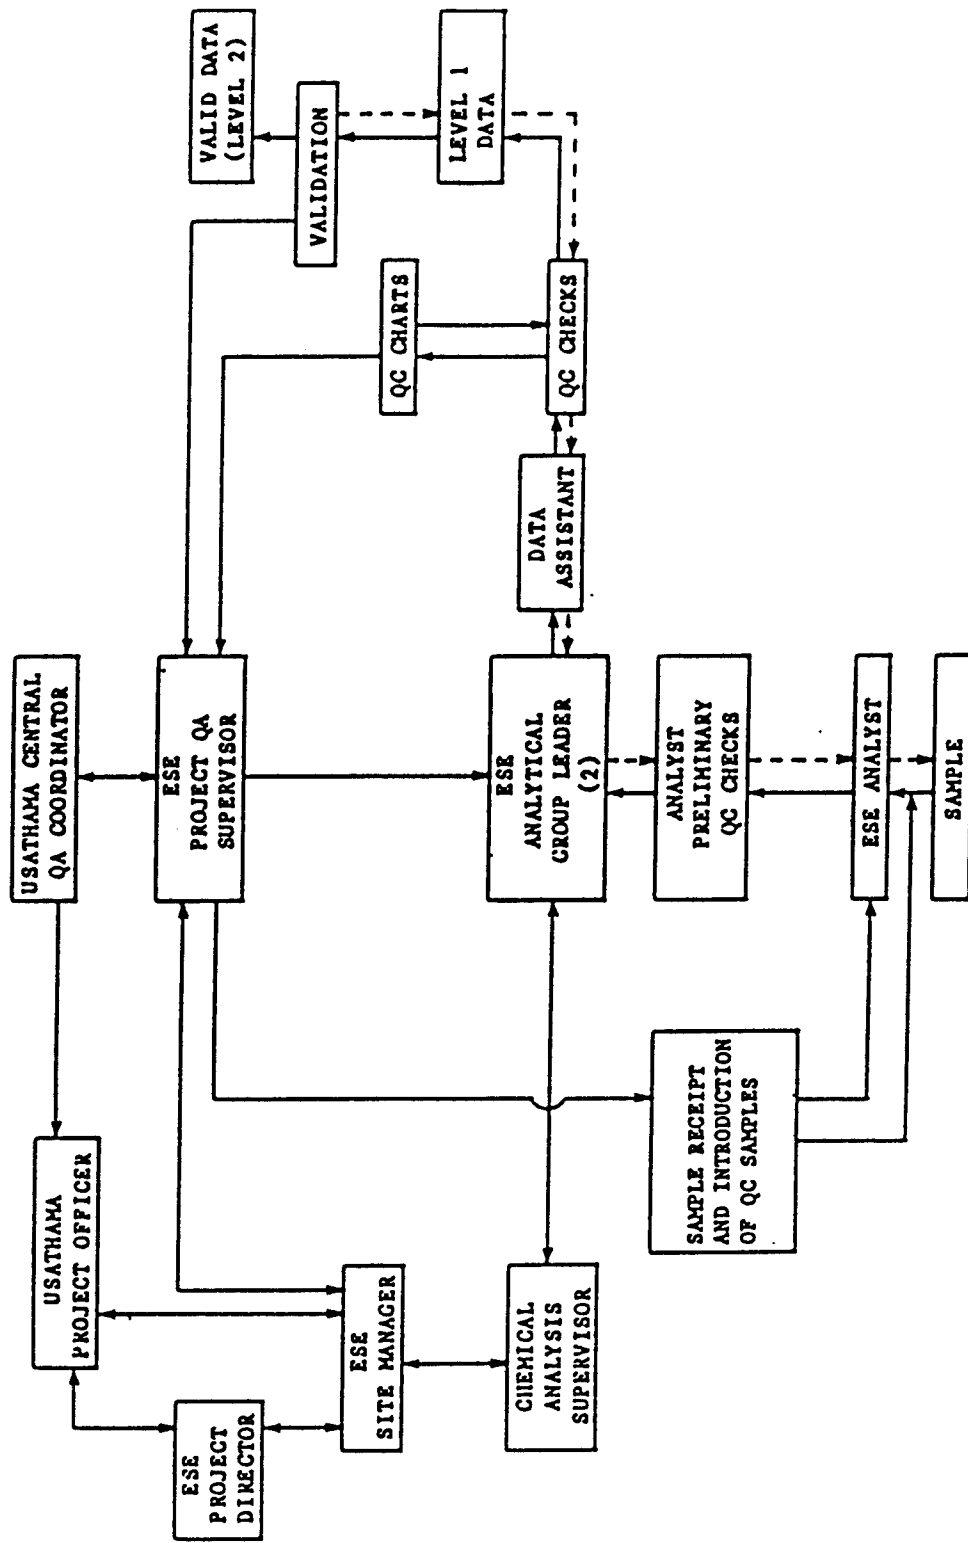 ESE
PROJECT
DIRECTOR
USATHAMA
PROJECT OFFICER
ESE
SITE MANAGER
CHEMICAL
ANALYSIS
SUPERVISOR
SAMPLE RECEIPT
AND INTRODUCTION
OF QC SAMPLES
USATHAMA CENTRAL
QA COORDINATOR
ESE
PROJECT QA
SUPERVISOR
ESE
ANALYTICAL
GROUP LEADER
(2)
ANALYST
PRELIMINARY
QC CHECKS
ESE ANALYST
SAMPLE
DATA
ASSISTANT
QC CHARTS
QC CHECKS
VALID DATA
(LEVEL 2)
VALIDATION
LEVEL 1
DATA